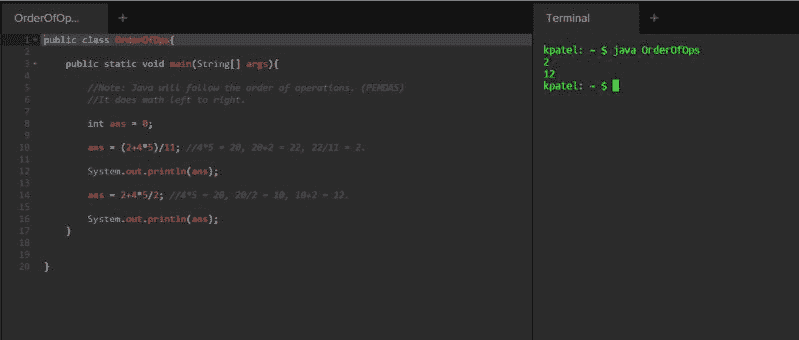 OrderOfOp... +
1 public class OrderOfOps{
2
3 public static void main(String[] args){
4
5 //Note: Java will follow the order of operations. (PEMDAS)
6 //It does math left to right.
7
8 int ans = 0;
9
10 ans = (2+4*5)/11; //4*5 = 20, 20+2 = 22, 22/11 = 2.
11
12 System.out.println(ans);
13
14 ans = 2+4*5/2; //4*5 = 20, 20/2 = 10, 10+2 = 12.
15
16 System.out.println(ans);
17 }
18
19
20 }
Terminal +
kpatel: ~ $ java OrderOfOps
2
12
kpatel: ~ $